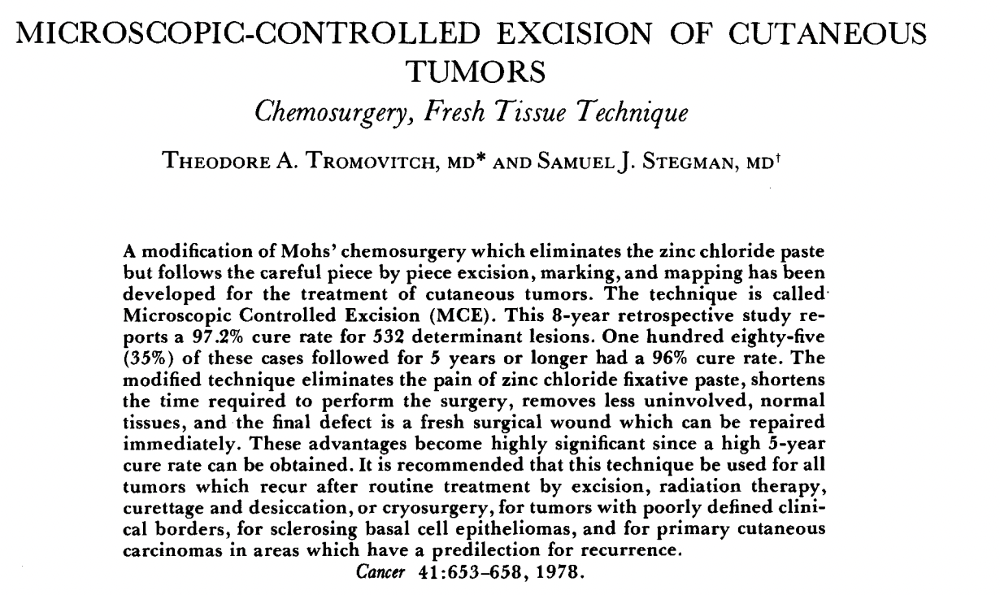 MICROSCOPIC-CONTROLLED EXCISION OF CUTANEOUS
TUMORS
Chemosurgery, Fresh Tissue Technique
THEODORE A. TROMOVITCH, MD* AND SAMUEL J. STEGMAN, MD†
A modification of Mohs' chemosurgery which eliminates the zinc chloride paste
but follows the careful piece by piece excision, marking, and mapping has been
developed for the treatment of cutaneous tumors. The technique is called
Microscopic Controlled Excision (MCE). This 8-year retrospective study re-
ports a 97.2% cure rate for 532 determinant lesions. One hundred eighty-five
(35%) of these cases followed for 5 years or longer had a 96% cure rate. The
modified technique eliminates the pain of zinc chloride fixative paste, shortens
the time required to perform the surgery, removes less uninvolved, normal
tissues, and the final defect is a fresh surgical wound which can be repaired
immediately. These advantages become highly significant since a high 5-year
cure rate can be obtained. It is recommended that this technique be used for all
tumors which recur after routine treatment by excision, radiation therapy,
curettage and desiccation, or cryosurgery, for tumors with poorly defined clini-
cal borders, for sclerosing basal cell epitheliomas, and for primary cutaneous
carcinomas in areas which have a predilection for recurrence.
Cancer 41:653–658, 1978.